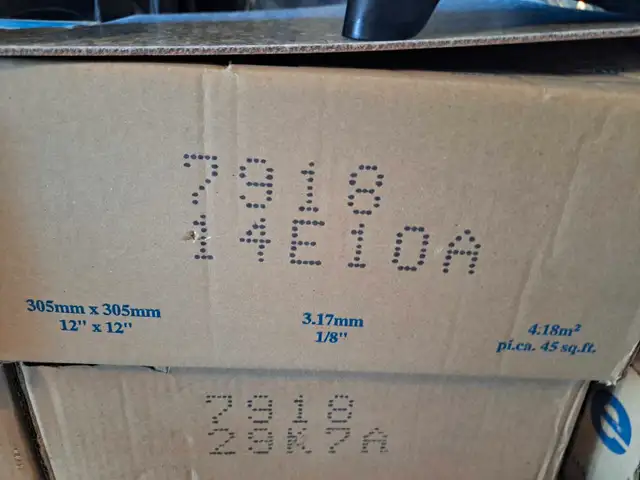 7918
14E10A
305mm x 305mm
12" x 12"
3.17mm
1/8"
4.18m²
pi.ca. 45 sq.ft.
7918
29K7A